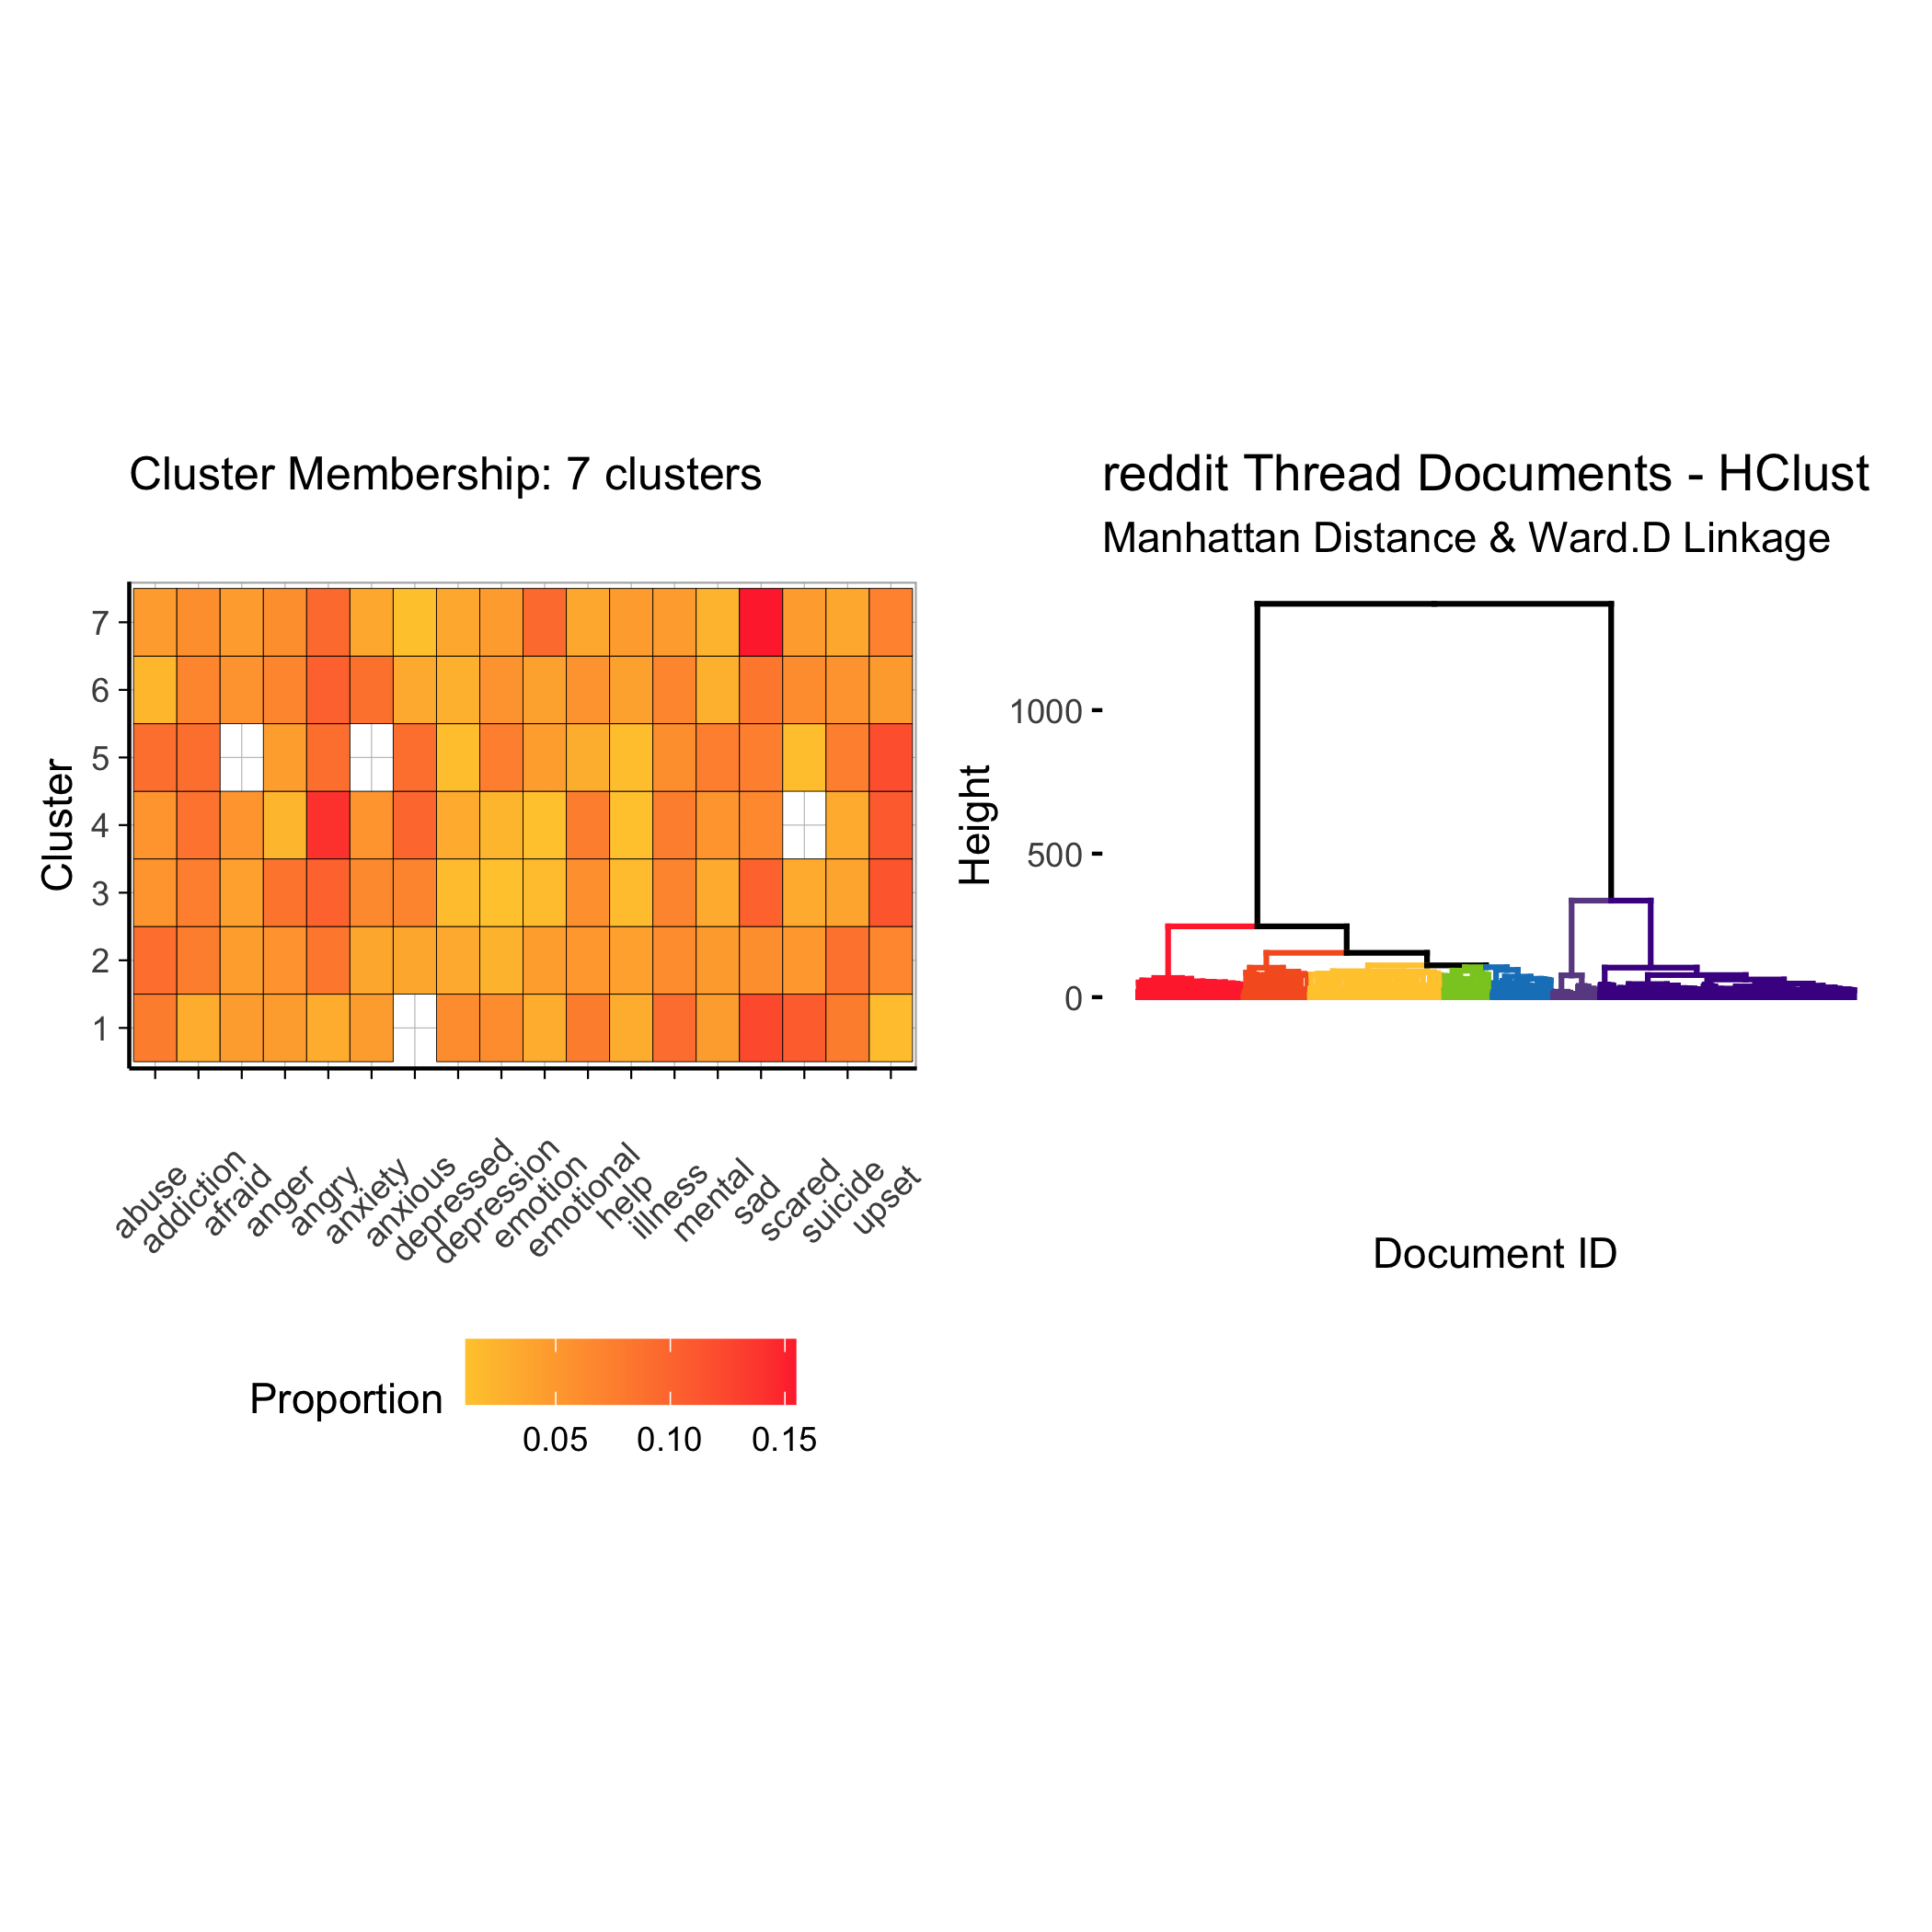 Cluster Membership: 7 clusters
Cluster
7
6
5
4
3
2
1
abuse
addiction
afraid
anger
angry
anxiety
anxious
depressed
depression
emotion
emotional
help
illness
mental
sad
scared
suicide
upset
Proportion
0.05 0.10 0.15
reddit Thread Documents - HClust
Manhattan Distance & Ward.D Linkage
Height
1000
500
0
Document ID